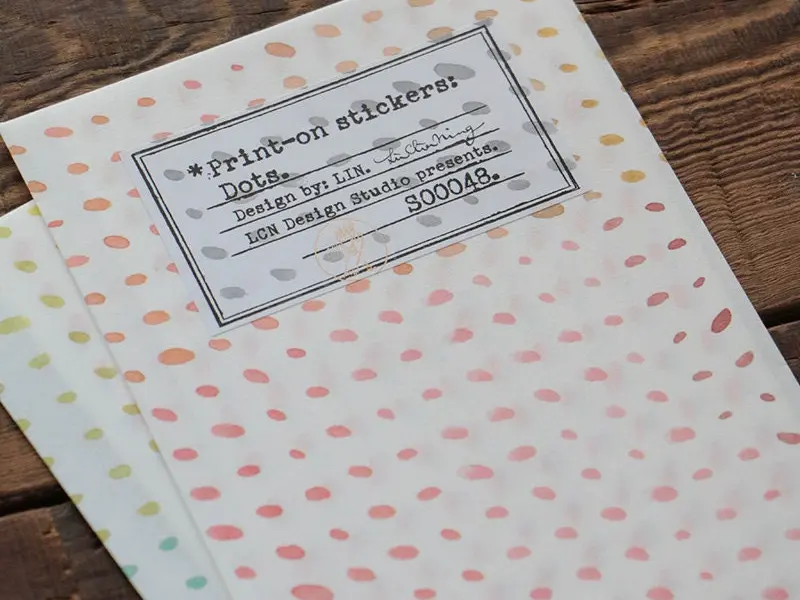 *Print-on stickers:
Dots.
Design by: LIN.
LCN Design Studio presents.
S00048.